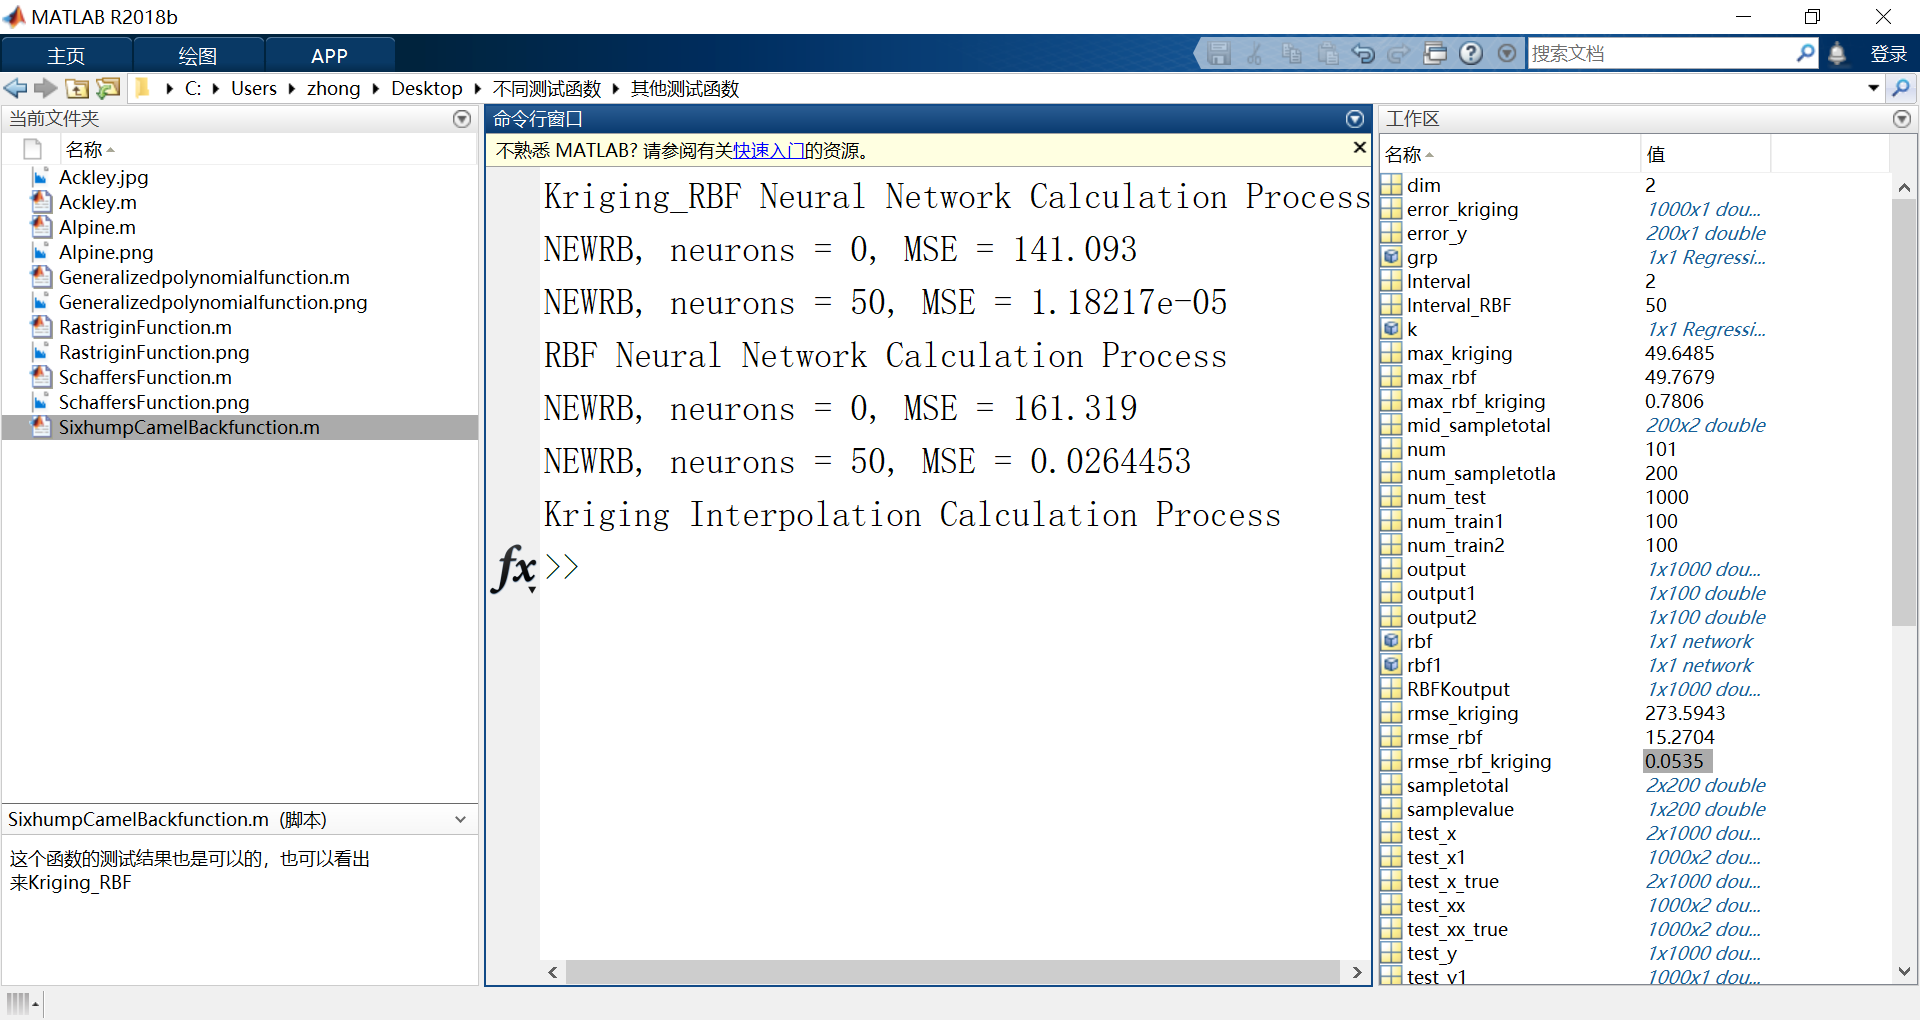 MATLAB R2018b
主页
绘图
APP
搜索文档
登录
C:
Users
zhong
Desktop
不同测试函数
其他测试函数
当前文件夹
名称
Ackley.jpg
Ackley.m
Alpine.m
Alpine.png
Generalizedpolynomialfunction.m
Generalizedpolynomialfunction.png
RastriginFunction.m
RastriginFunction.png
SchaffersFunction.m
SchaffersFunction.png
SixhumpCamelBackfunction.m
SixhumpCamelBackfunction.m (脚本)
这个函数的测试结果也是可以的，也可以看出
来Kriging_RBF
命令行窗口
不熟悉 MATLAB? 请参阅有关快速入门的资源。
Kriging_RBF Neural Network Calculation Process
NEWRB, neurons = 0, MSE = 141.093
NEWRB, neurons = 50, MSE = 1.18217e-05
RBF Neural Network Calculation Process
NEWRB, neurons = 0, MSE = 161.319
NEWRB, neurons = 50, MSE = 0.0264453
Kriging Interpolation Calculation Process
fx >>
工作区
名称 值
dim 2
error_kriging 1000x1 dou...
error_y 200x1 double
grp 1x1 Regressi...
Interval 2
Interval_RBF 50
k 1x1 Regressi...
max_kriging 49.6485
max_rbf 49.7679
max_rbf_kriging 0.7806
mid_sampletotal 200x2 double
num 101
num_sampletotla 200
num_test 1000
num_train1 100
num_train2 100
output 1x1000 dou...
output1 1x100 double
output2 1x100 double
rbf 1x1 network
rbf1 1x1 network
RBFKoutput 1x1000 dou...
rmse_kriging 273.5943
rmse_rbf 15.2704
rmse_rbf_kriging 0.0535
sampletotal 2x200 double
samplevalue 1x200 double
test_x 2x1000 dou...
test_x1 1000x2 dou...
test_x_true 2x1000 dou...
test_xx 1000x2 dou...
test_xx_true 1000x2 dou...
test_y 1x1000 dou...
test_y1 1000x1 dou...